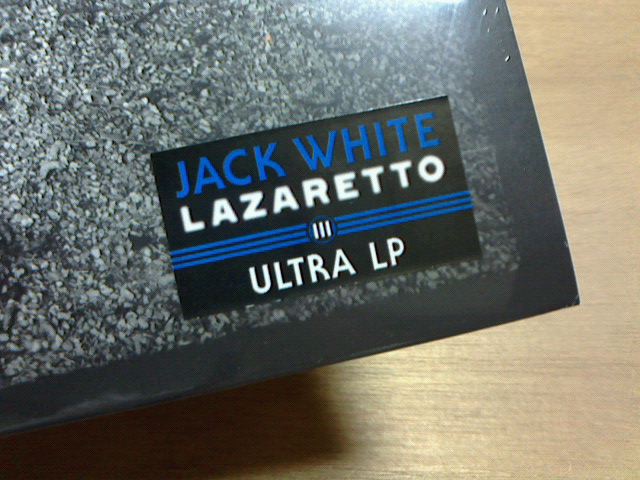 JACK WHITE
LAZARETTO
III
ULTRA LP